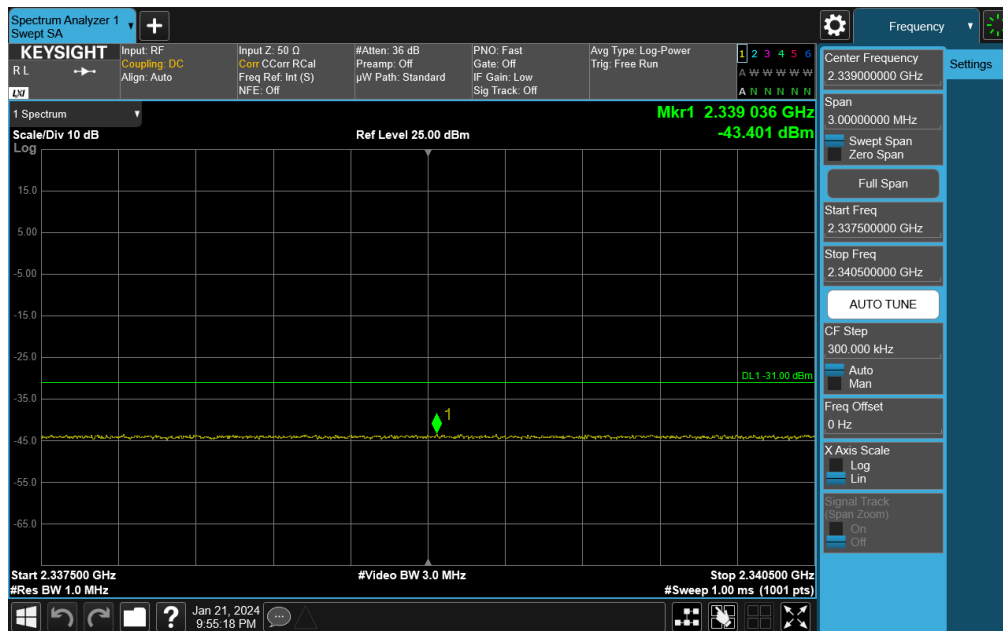 Spectrum Analyzer 1
Swept SA
Frequency
KEYSIGHT
R L
LXI
Input: RF
Coupling: DC
Align: Auto
Input Z: 50 Ω
Corr CCorr RCal
Freq Ref: Int (S)
NFE: Off
#Atten: 36 dB
Preamp: Off
µW Path: Standard
PNO: Fast
Gate: Off
IF Gain: Low
Sig Track: Off
Avg Type: Log-Power
Trig: Free Run
1 2 3 4 5 6
A W W W W W
A N N N N N
1 Spectrum
Scale/Div 10 dB
Log
Ref Level 25.00 dBm
Mkr1 2.339 036 GHz
-43.401 dBm
15.0
5.00
-5.00
-15.0
-25.0
-35.0
-45.0
-55.0
-65.0
DL1 -31.00 dBm
1
Start 2.337500 GHz
#Res BW 1.0 MHz
#Video BW 3.0 MHz
Stop 2.340500 GHz
#Sweep 1.00 ms (1001 pts)
Center Frequency
2.339000000 GHz
Settings
Span
3.00000000 MHz
Swept Span
Zero Span
Full Span
Start Freq
2.337500000 GHz
Stop Freq
2.340500000 GHz
AUTO TUNE
CF Step
300.000 kHz
Auto
Man
Freq Offset
0 Hz
X Axis Scale
Log
Lin
Signal Track
(Span Zoom)
On
Off
Jan 21, 2024
9:55:18 PM